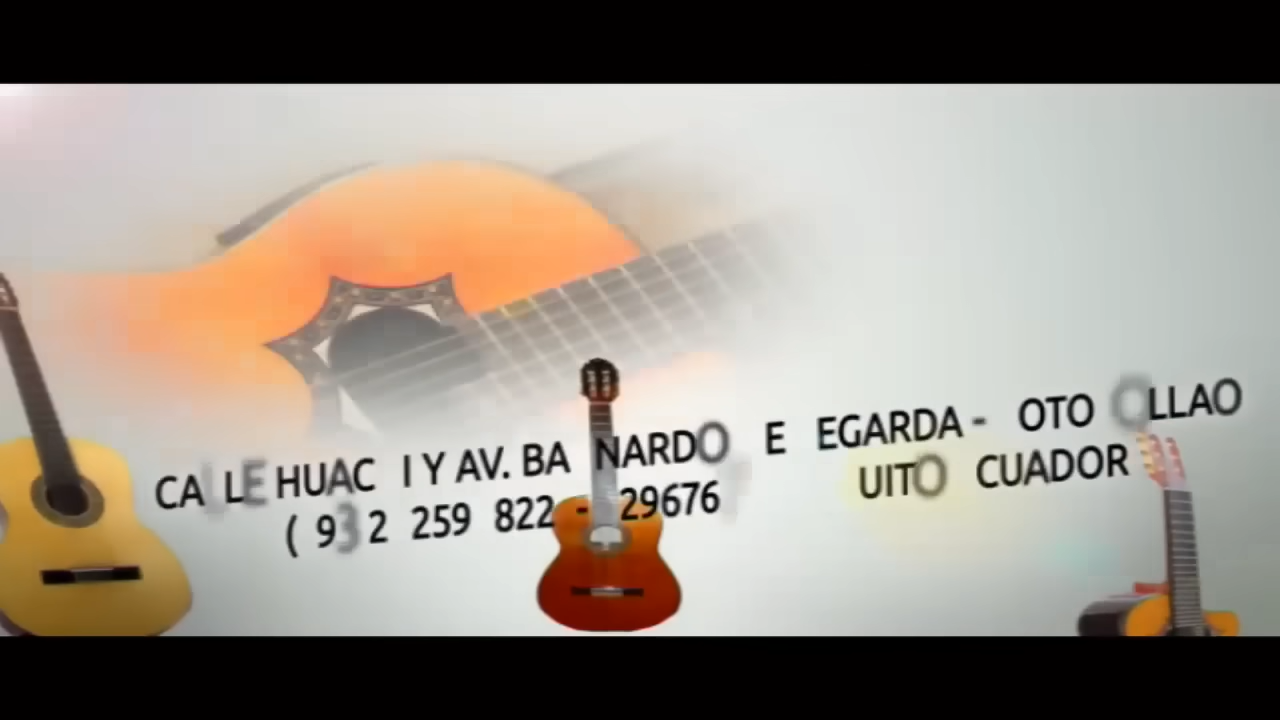 CALLE HUAC I Y AV. BA NARDO E EGARDA - OTO OLLAO
( 932 259 822 - 29676 UITO CUADOR